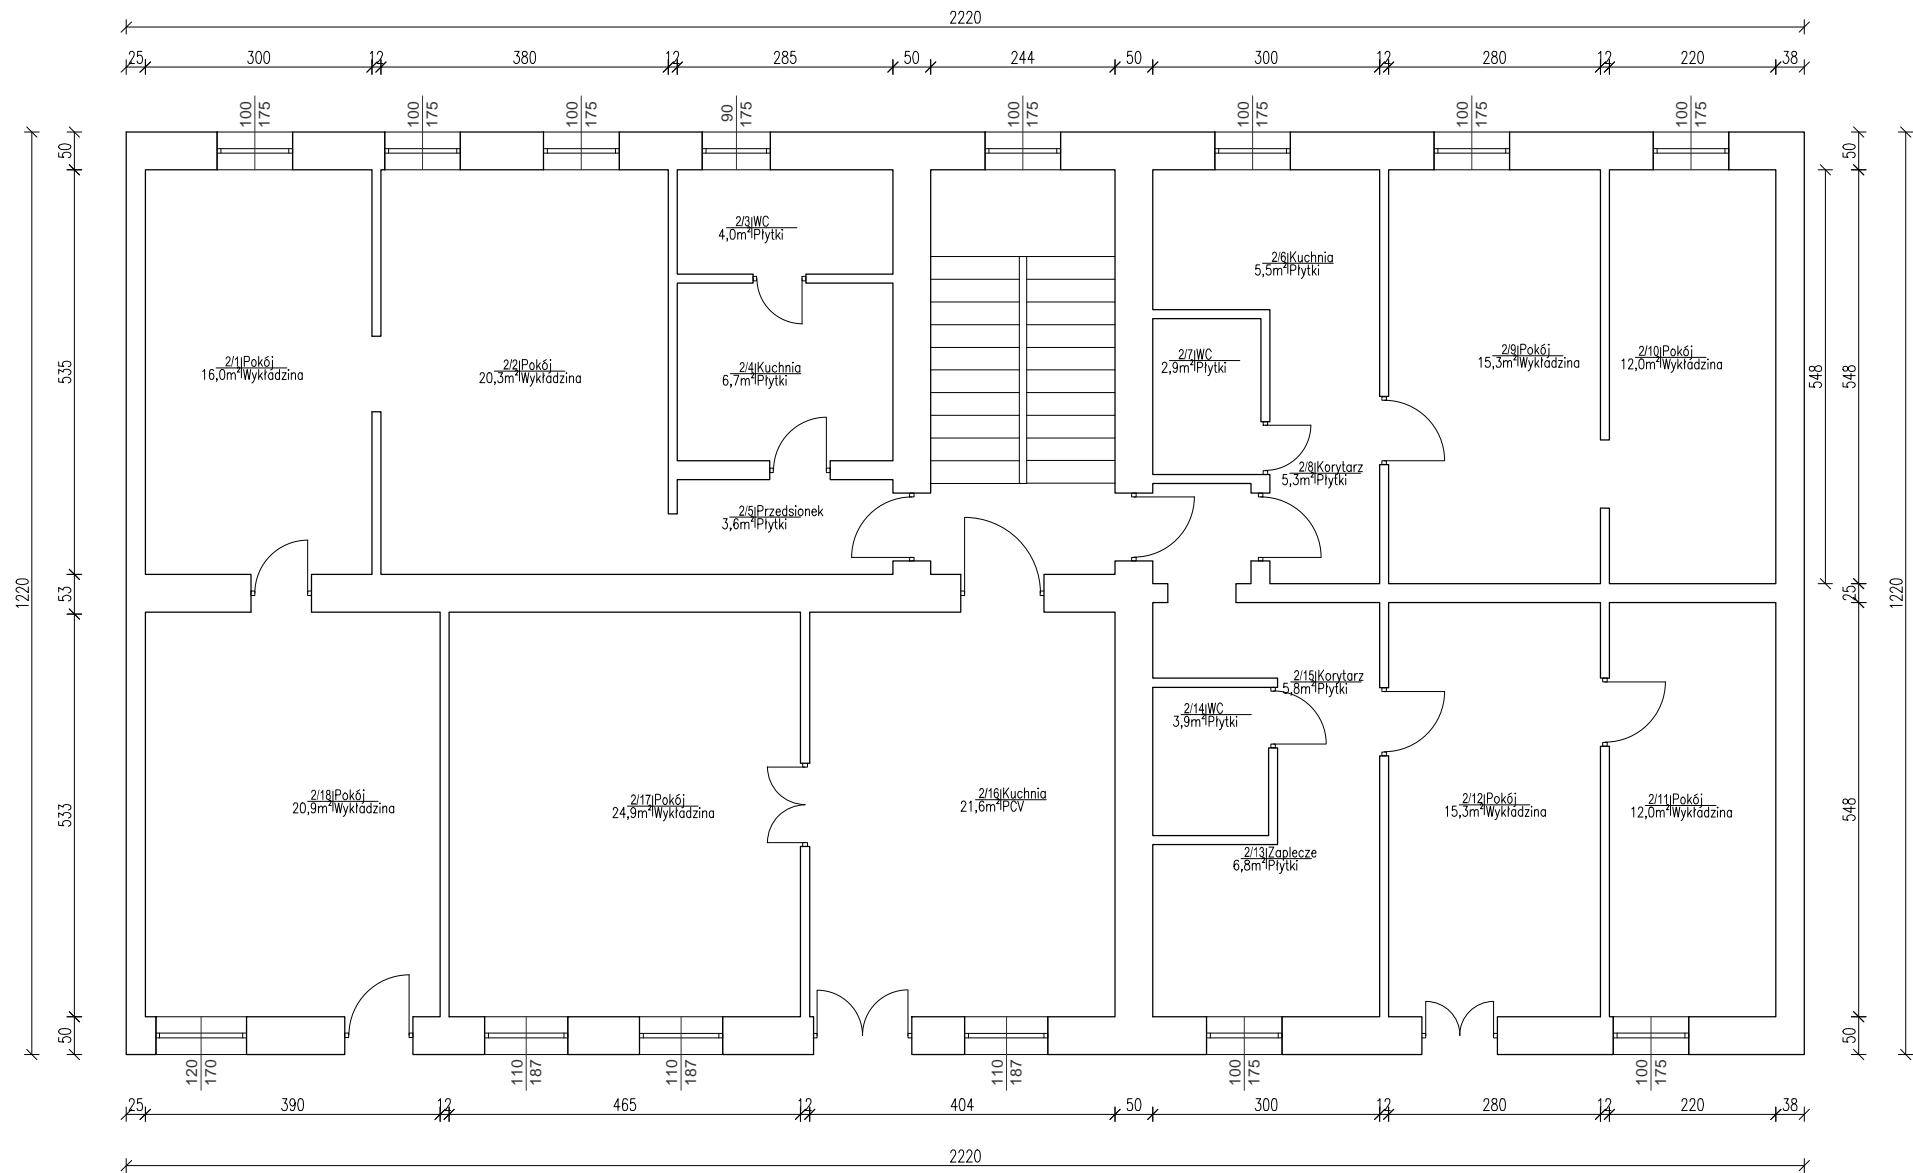 2220
25 300 12 380 12 285 50 244 50 300 12 280 12 220 38
100 175 100 175 100 175 90 175 100 175 100 175 100 175 100 175
50
50
2/3 WC
4,0m² Płytki
2/6 Kuchnia
5,5m² Płytki
2/1 Pokój
16,0m² Wykładzina
2/2 Pokój
20,3m² Wykładzina
2/4 Kuchnia
6,7m² Płytki
2/7 WC
2,9m² Płytki
2/9 Pokój
15,3m² Wykładzina
2/10 Pokój
12,0m² Wykładzina
535
548
548
2/8 Korytarz
5,3m² Płytki
2/5 Przedsionek
3,6m² Płytki
1220
53
25
1220
2/15 Korytarz
5,8m² Płytki
2/14 WC
3,9m² Płytki
2/18 Pokój
20,9m² Wykładzina
2/17 Pokój
24,9m² Wykładzina
2/16 Kuchnia
21,6m² PCV
2/12 Pokój
15,3m² Wykładzina
2/11 Pokój
12,0m² Wykładzina
533
548
2/13 Zaplecze
6,8m² Płytki
50
50
120 170 110 187 110 187 110 187 100 175 100 175
25 390 12 465 12 404 50 300 12 280 12 220 38
2220